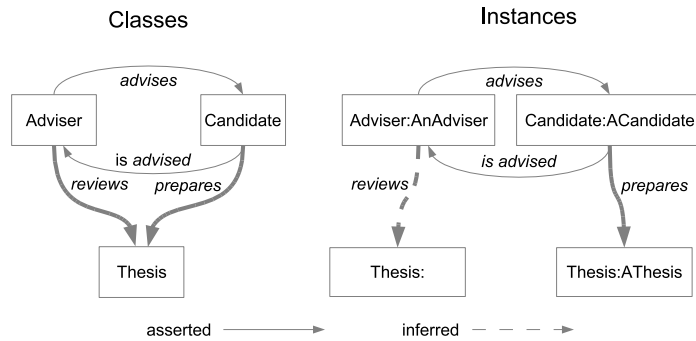 Classes
Instances
advises
advises
Adviser
Candidate
Adviser:AnAdviser
Candidate:ACandidate
is advised
is advised
reviews
prepares
reviews
prepares
Thesis
Thesis:
Thesis:AThesis
asserted
inferred